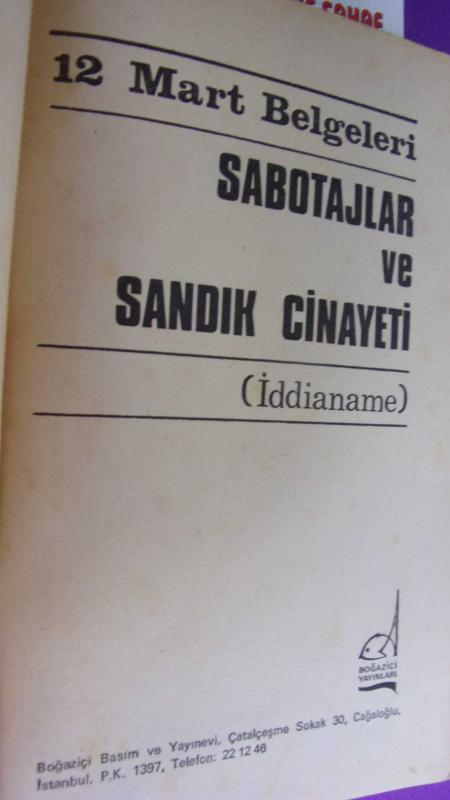 SAHAF
12 Mart Belgeleri
SABOTAJLAR
ve
SANDIK CİNAYETİ
(İddianame)
BOĞAZİÇİ
YAYINLARI
Boğaziçi Basım ve Yayınevi, Çatalçeşme Sokak 30, Cağaloğlu,
İstanbul. P.K. 1397, Telefon: 22 12 46